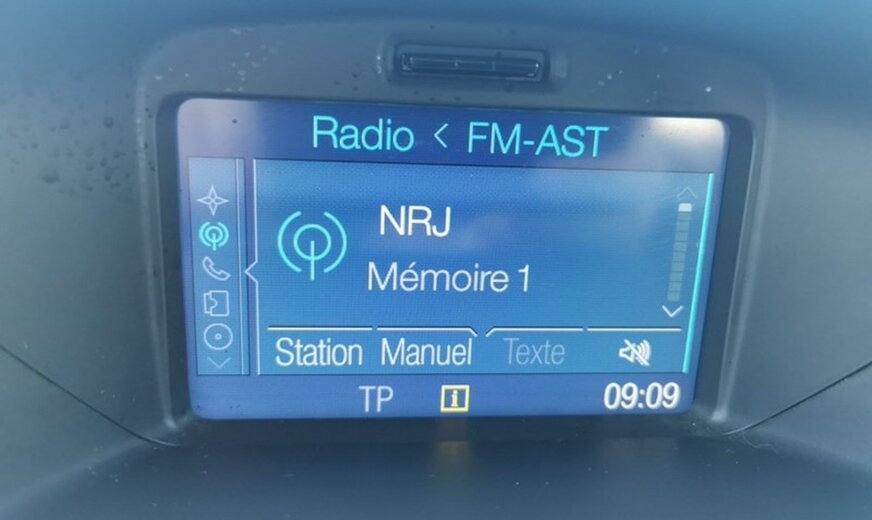 Radio < FM-AST
NRJ
Mémoire 1
Station Manuel Texte
TP i 09:09